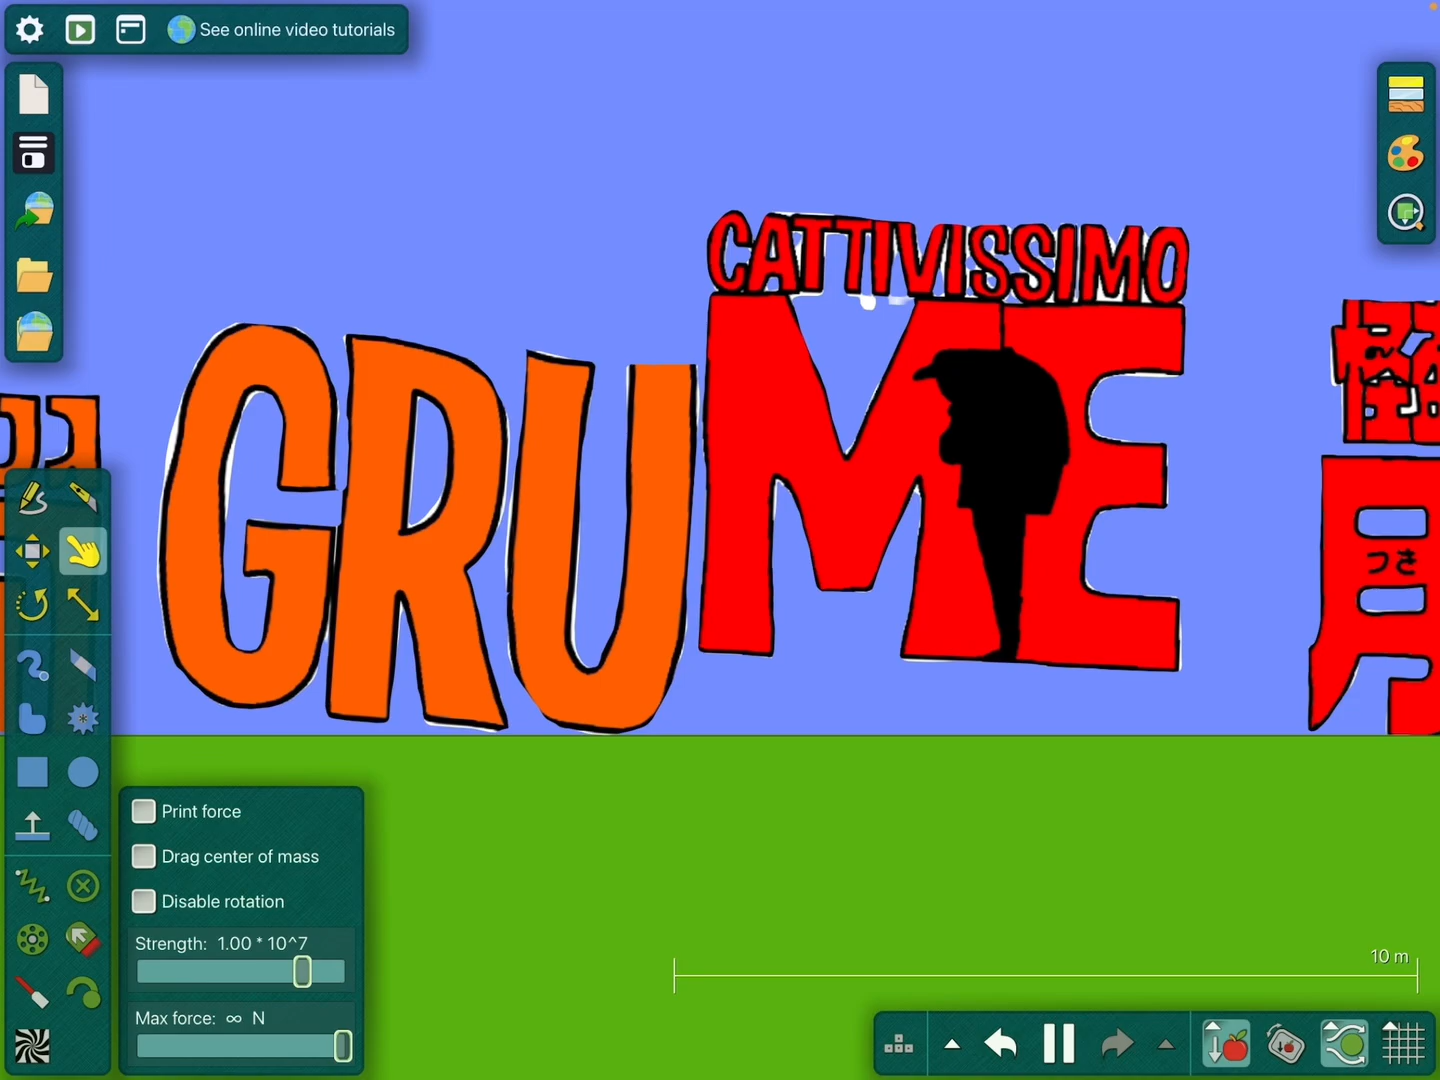 See online video tutorials
CATTIVISSIMO
GRU
ME
月
つき
Print force
Drag center of mass
Disable rotation
Strength: 1.00 * 10^7
Max force: ∞ N
10 m